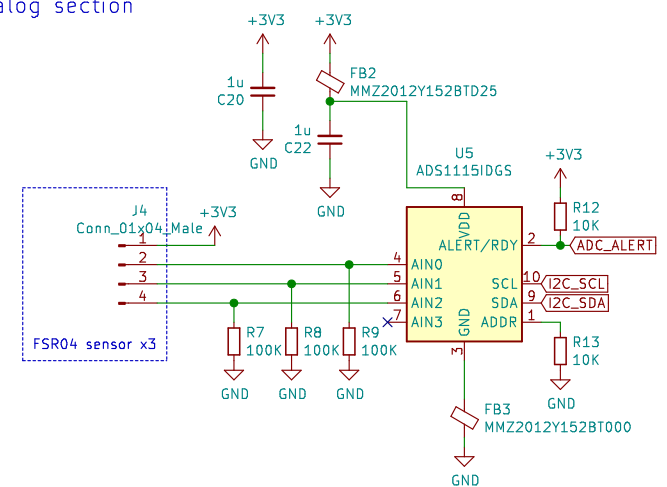 alog section
+3V3
+3V3
FB2
MMZ2012Y152BTD25
1u
C20
1u
C22
GND
GND
U5
ADS1115IDGS
+3V3
J4
Conn_01x04_Male
+3V3
R12
10K
8
VDD
ALERT/RDY
2
ADC_ALERT
1
2
3
4
4
AIN0
5
AIN1
6
AIN2
7
AIN3
SCL
10
I2C_SCL
SDA
9
I2C_SDA
ADDR
1
GND
3
FSR04 sensor x3
R7
100K
R8
100K
R9
100K
R13
10K
GND
GND
GND
GND
FB3
MMZ2012Y152BT000
GND